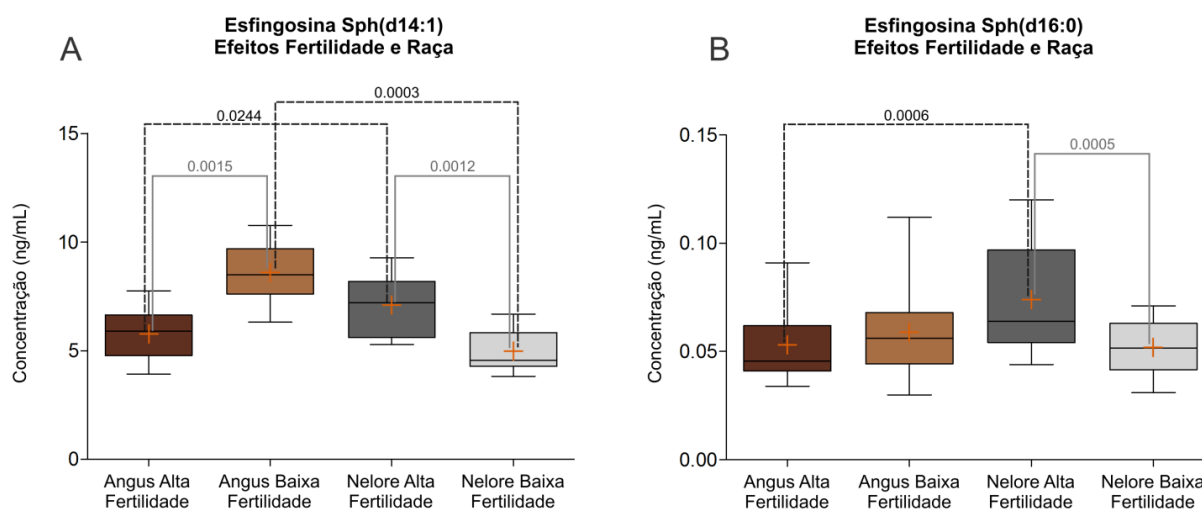 A
Esfingosina Sph(d14:1)
Efeitos Fertilidade e Raça
0.0003
0.0244
0.0015
0.0012
Concentração (ng/mL)
15
10
5
0
Angus Alta
Fertilidade
Angus Baixa
Fertilidade
Nelore Alta
Fertilidade
Nelore Baixa
Fertilidade
B
Esfingosina Sph(d16:0)
Efeitos Fertilidade e Raça
0.0006
0.0005
Concentração (ng/mL)
0.15
0.10
0.05
0.00
Angus Alta
Fertilidade
Angus Baixa
Fertilidade
Nelore Alta
Fertilidade
Nelore Baixa
Fertilidade